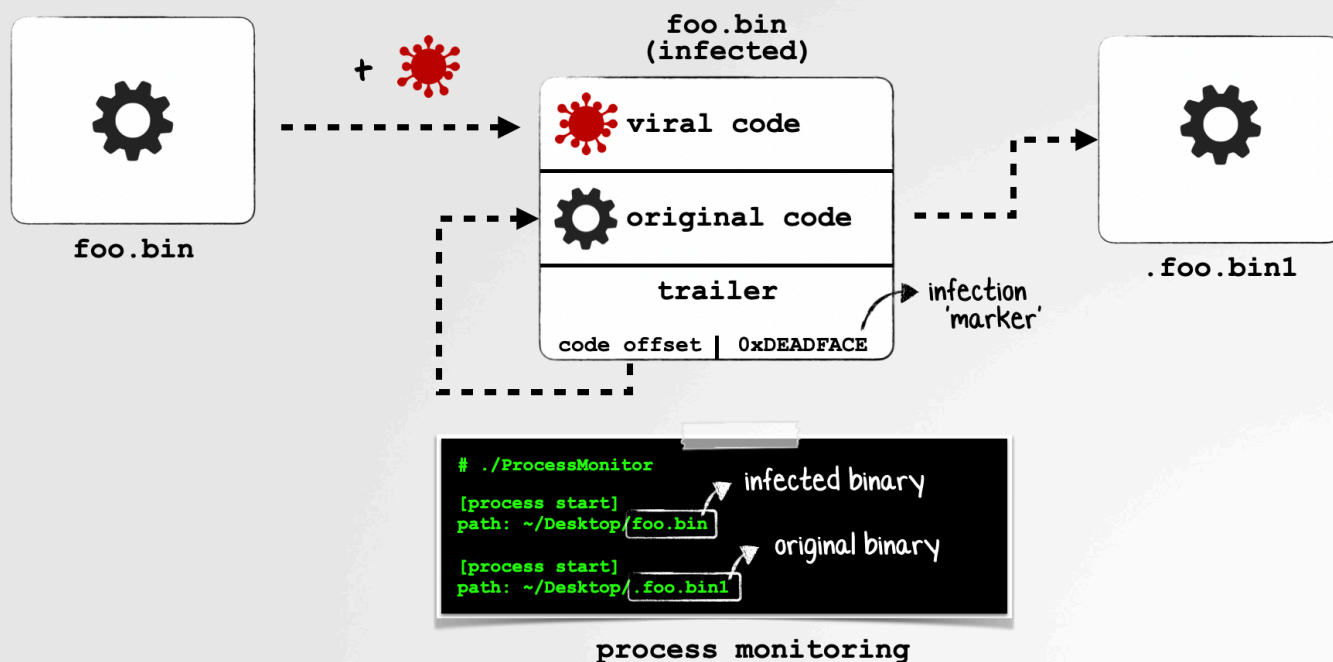 foo.bin
+
foo.bin
(infected)
viral code
original code
trailer
code offset | 0xDEADFACE
infection
'marker'
.foo.bin1
# ./ProcessMonitor
[process start]
path: ~/Desktop/foo.bin
infected binary
[process start]
path: ~/Desktop/.foo.bin1
original binary
process monitoring